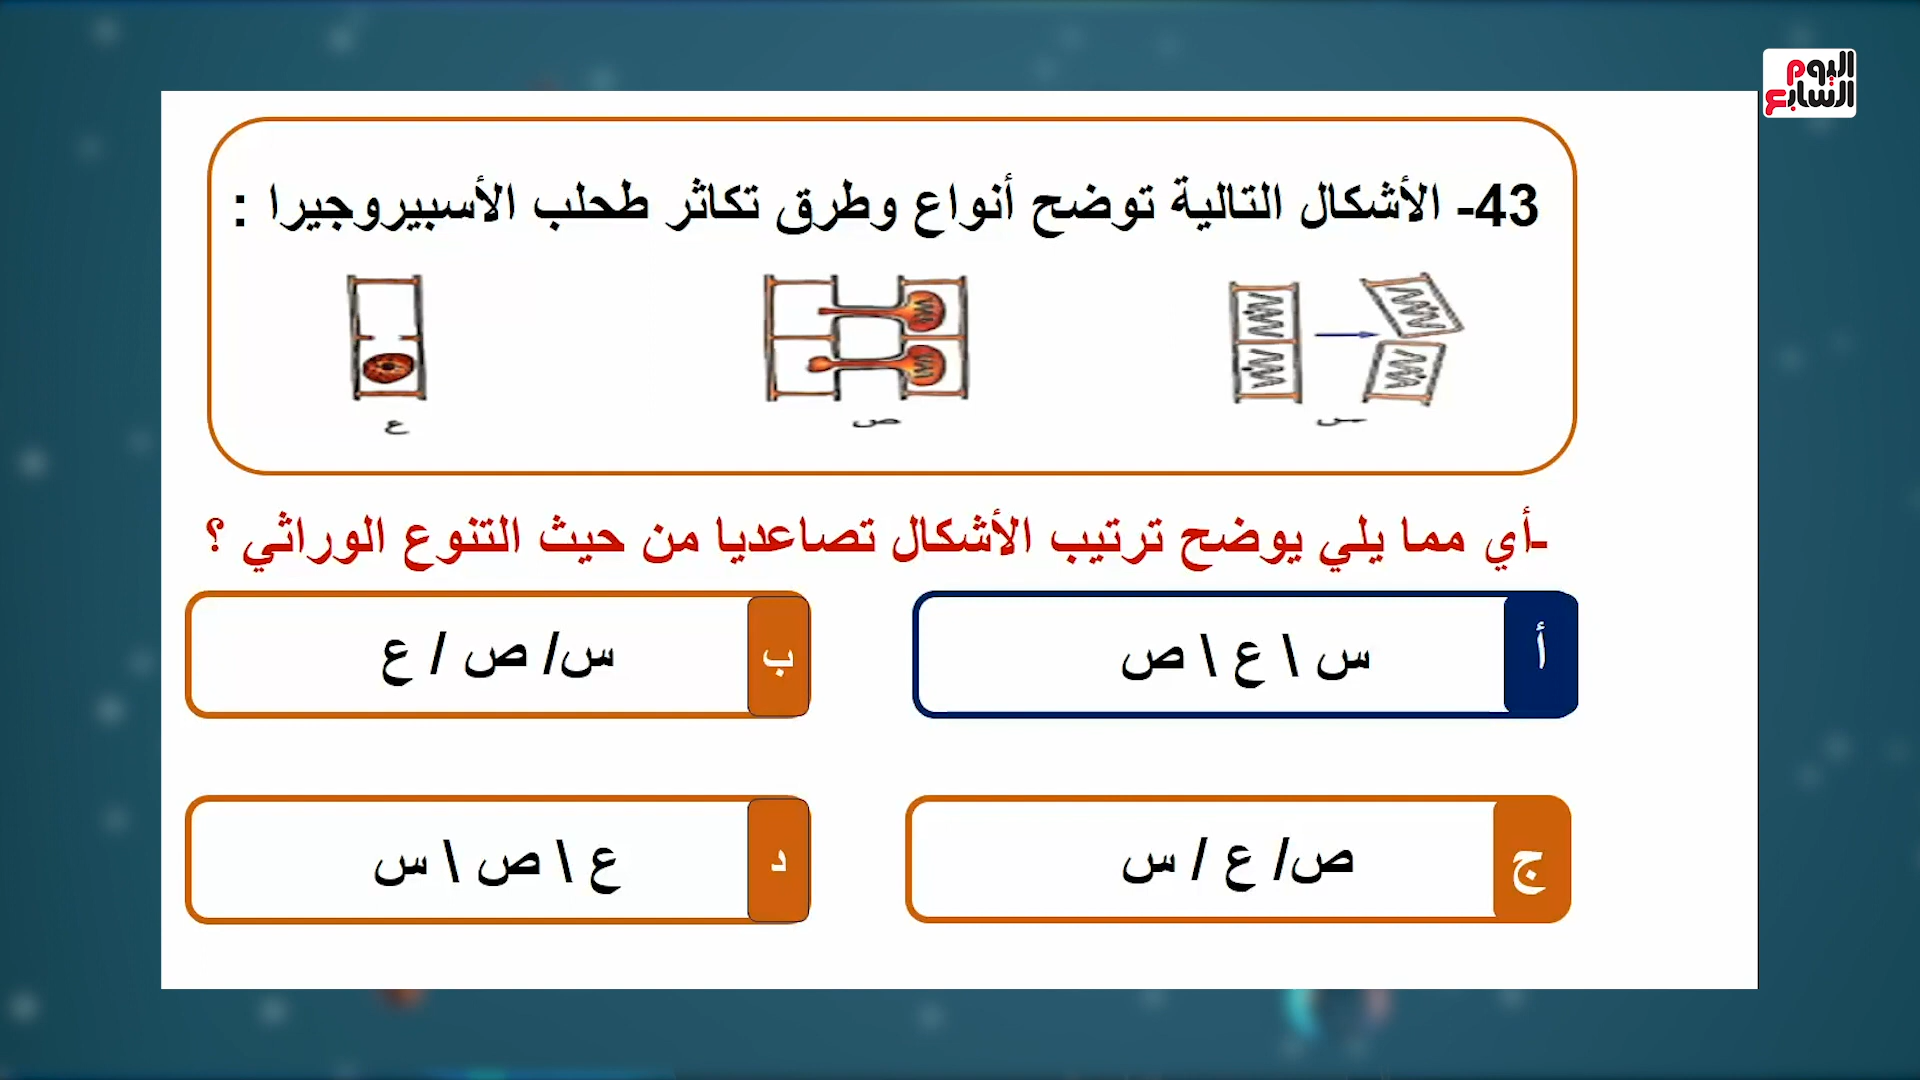 اليوم
السابع
43- الأشكال التالية توضح أنواع وطرق تكاثر طحلب الأسبيروجيرا :
س
ص
ع
-أي مما يلي يوضح ترتيب الأشكال تصاعديا من حيث التنوع الوراثي ؟
أ
س \ ع \ ص
ب
س/ ص / ع
ج
ص/ ع / س
د
ع \ ص \ س